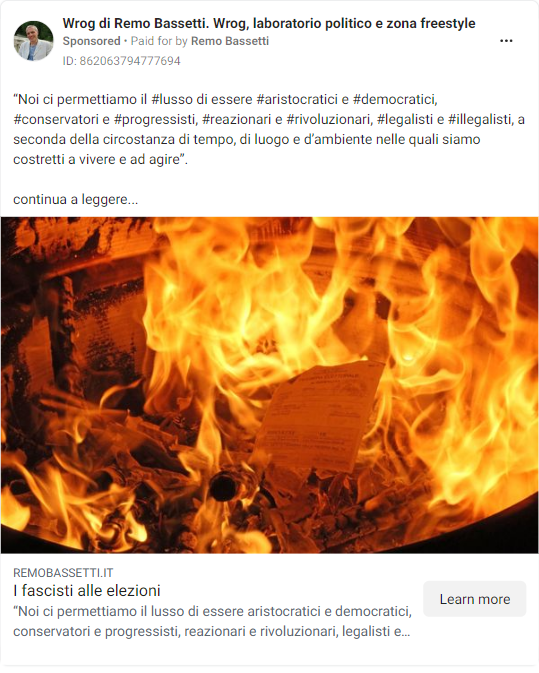 Wrog di Remo Bassetti. Wrog, laboratorio politico e zona freestyle
Sponsored • Paid for by Remo Bassetti
ID: 862063794777694
“Noi ci permettiamo il #lusso di essere #aristocratici e #democratici,
#conservatori e #progressisti, #reazionari e #rivoluzionari, #legalisti e #illegalisti, a
seconda della circostanza di tempo, di luogo e d'ambiente nelle quali siamo
costretti a vivere e ad agire”.
continua a leggere...
REMOBASSETTI.IT
I fascisti alle elezioni
“Noi ci permettiamo il lusso di essere aristocratici e democratici,
conservatori e progressisti, reazionari e rivoluzionari, legalisti e...
Learn more